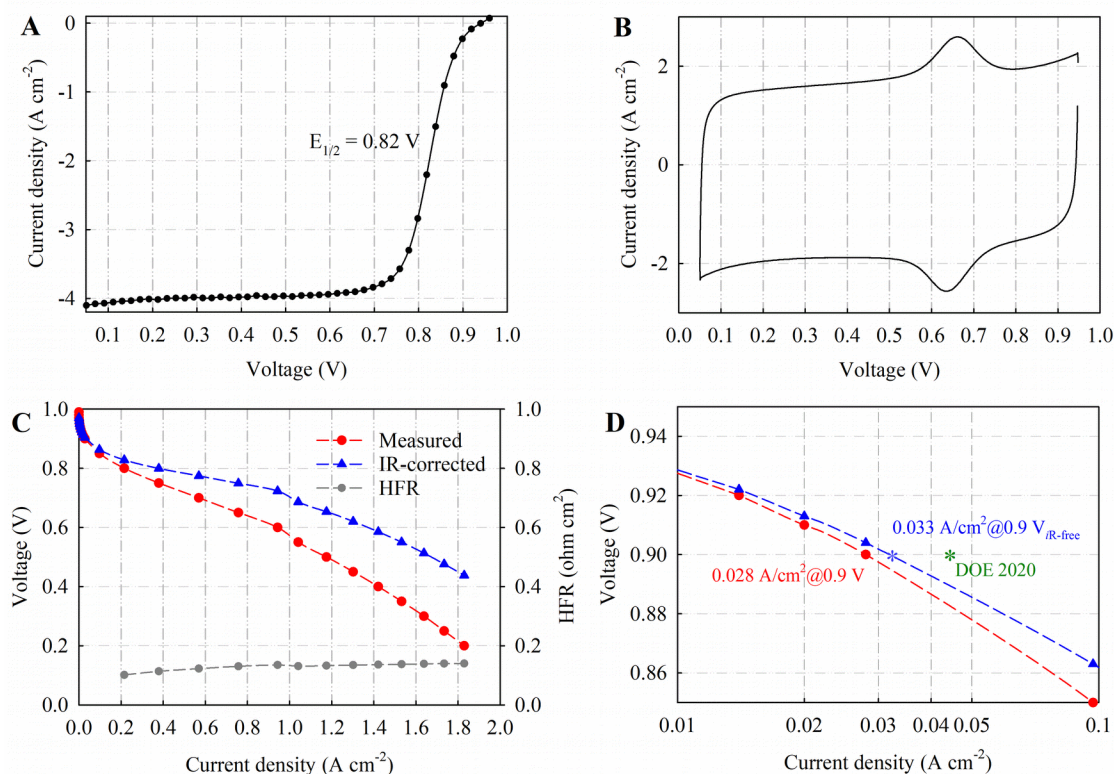 A
Current density (A cm-2)
0
-1
-2
-3
-4
E1/2 = 0.82 V
0.1 0.2 0.3 0.4 0.5 0.6 0.7 0.8 0.9 1.0
Voltage (V)
B
Current density (A cm-2)
2
0
-2
0.0 0.1 0.2 0.3 0.4 0.5 0.6 0.7 0.8 0.9 1.0
Voltage (V)
C
Voltage (V)
1.0
0.8
0.6
0.4
0.2
0.0
Measured
IR-corrected
HFR
1.0
0.8
0.6
0.4
0.2
0.0
HFR (ohm cm2)
0.0 0.2 0.4 0.6 0.8 1.0 1.2 1.4 1.6 1.8 2.0
Current density (A cm-2)
D
Voltage (V)
0.94
0.92
0.90
0.88
0.86
0.033 A/cm2@0.9 ViR-free
*
*
DOE 2020
0.028 A/cm2@0.9 V
0.01 0.02 0.03 0.04 0.05 0.1
Current density (A cm-2)